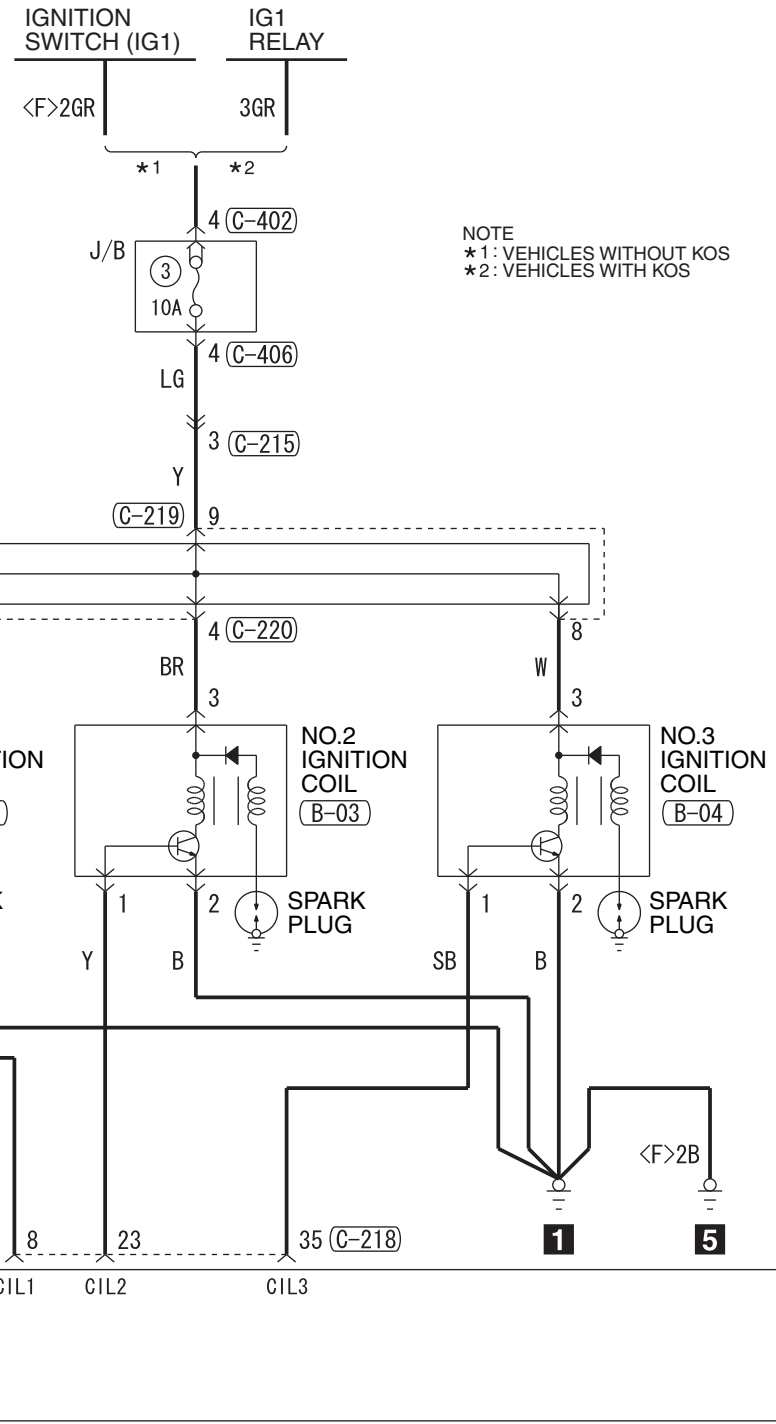 IGNITION
SWITCH (IG1)
IG1
RELAY
<F>2GR
3GR
*1
*2
4 C-402
J/B
3
10A
NOTE
*1: VEHICLES WITHOUT KOS
*2: VEHICLES WITH KOS
4 C-406
LG
3 C-215
Y
C-219 9
4 C-220
8
BR
W
3
3
TION
NO.2
IGNITION
COIL
B-03
NO.3
IGNITION
COIL
B-04
1
2
SPARK
PLUG
1
2
SPARK
PLUG
Y
B
SB
B
<F>2B
1
5
8
23
35 C-218
CIL1
CIL2
CIL3